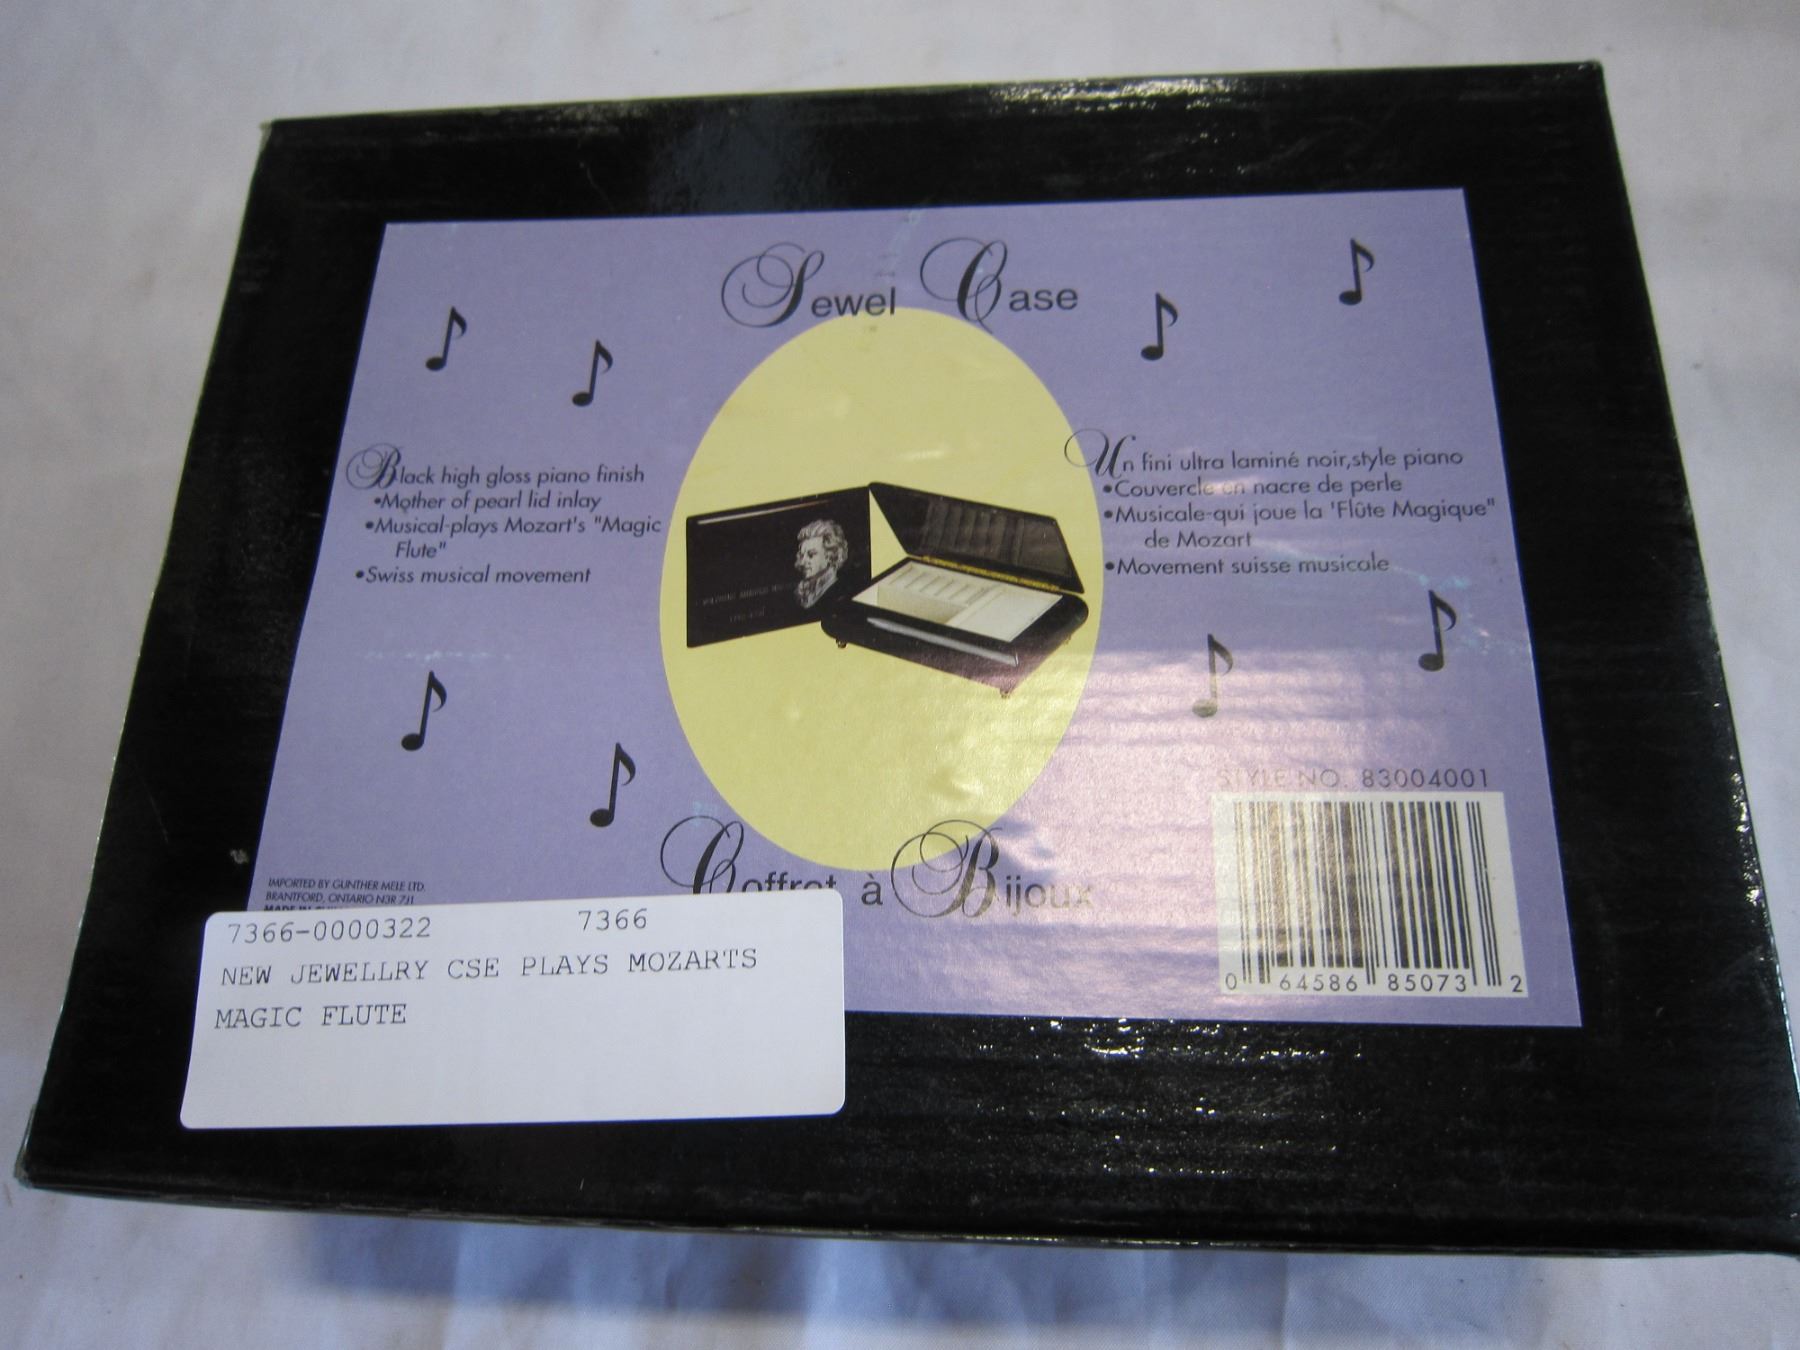 Jewel Case
Black high gloss piano finish
•Mother of pearl lid inlay
•Musical-plays Mozart's "Magic
Flute"
•Swiss musical movement
Un fini ultra laminé noir,style piano
•Couvercle en nacre de perle
•Musicale-qui joue la 'Flûte Magique"
de Mozart
•Movement suisse musicale
STYLE NO. 83004001
0 64586 85073 2
Coffret à Bijoux
IMPORTED BY GUNTHER MELE LTD.
BRANTFORD, ONTARIO N3R 7J1
MADE IN
7366-0000322 7366
NEW JEWELLRY CSE PLAYS MOZARTS
MAGIC FLUTE